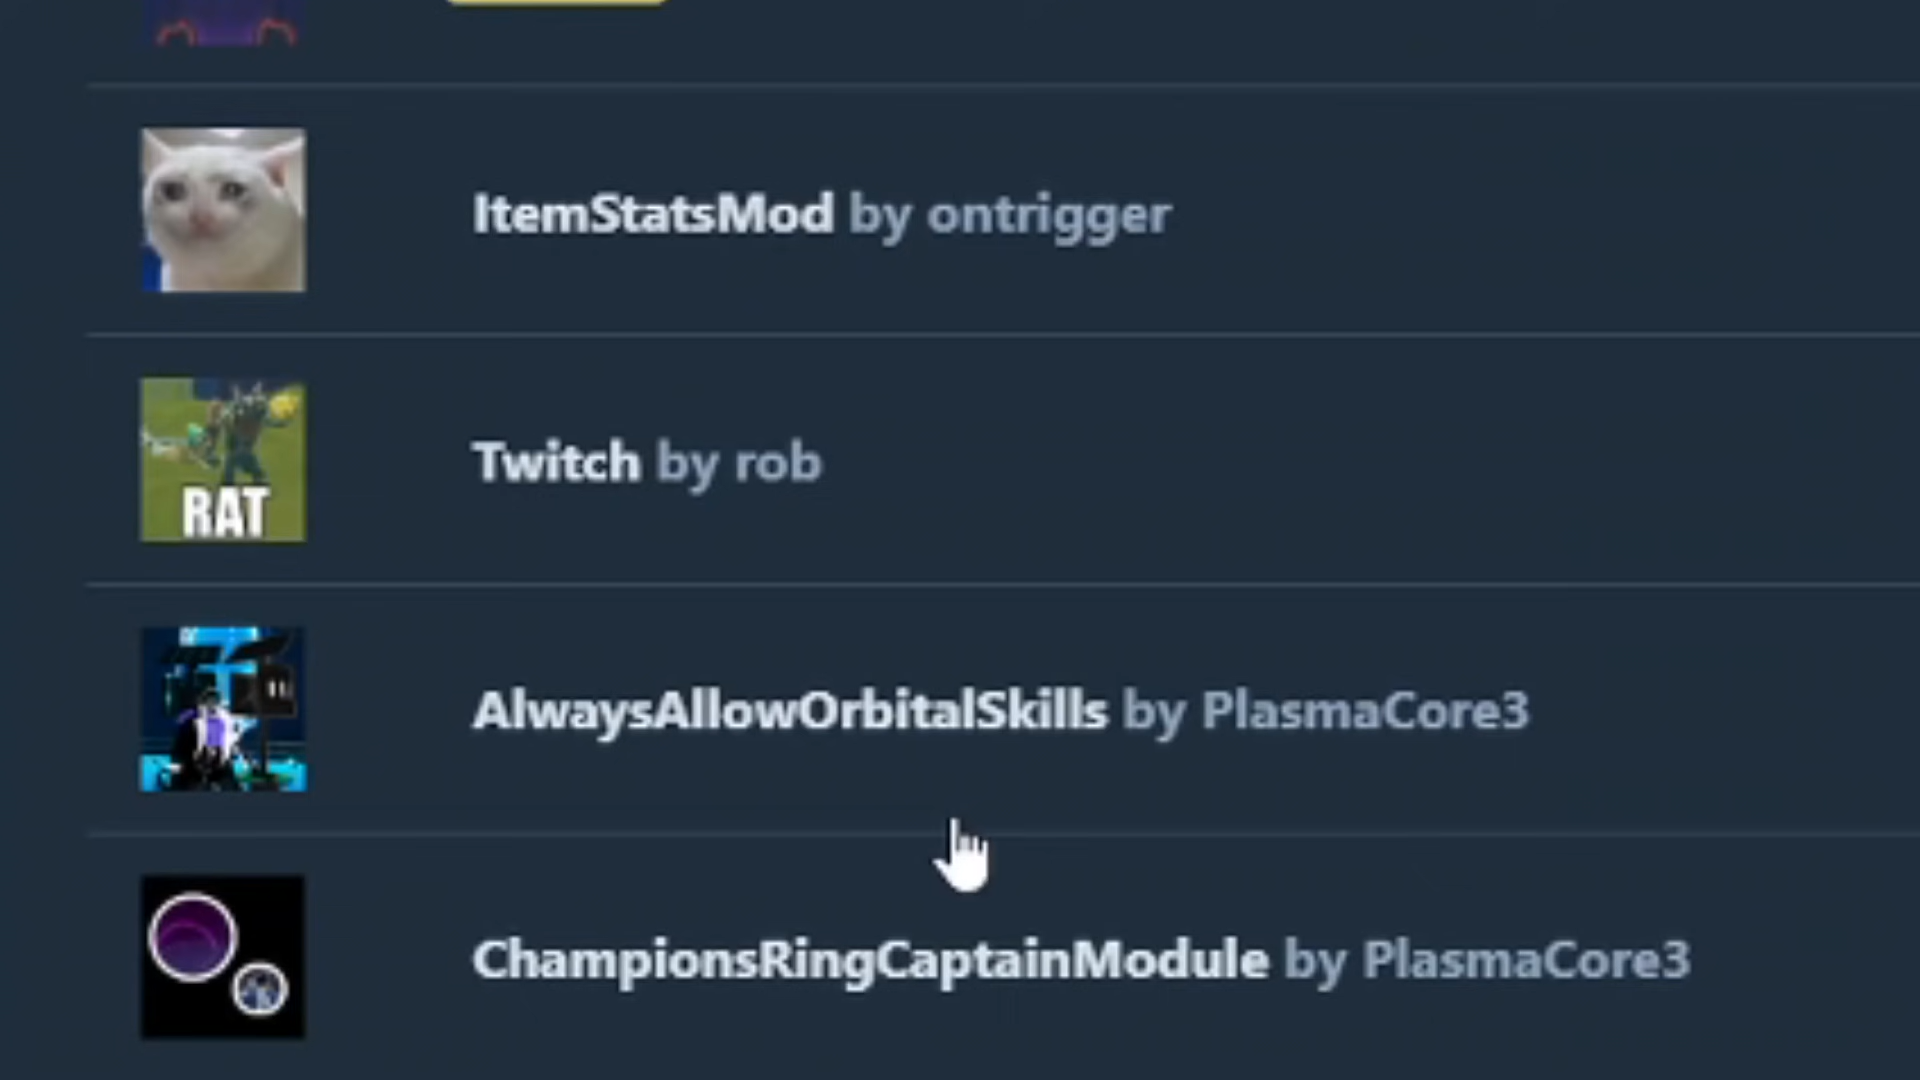 ItemStatsMod by ontrigger
RAT
Twitch by rob
AlwaysAllowOrbitalSkills by PlasmaCore3
ChampionsRingCaptainModule by PlasmaCore3